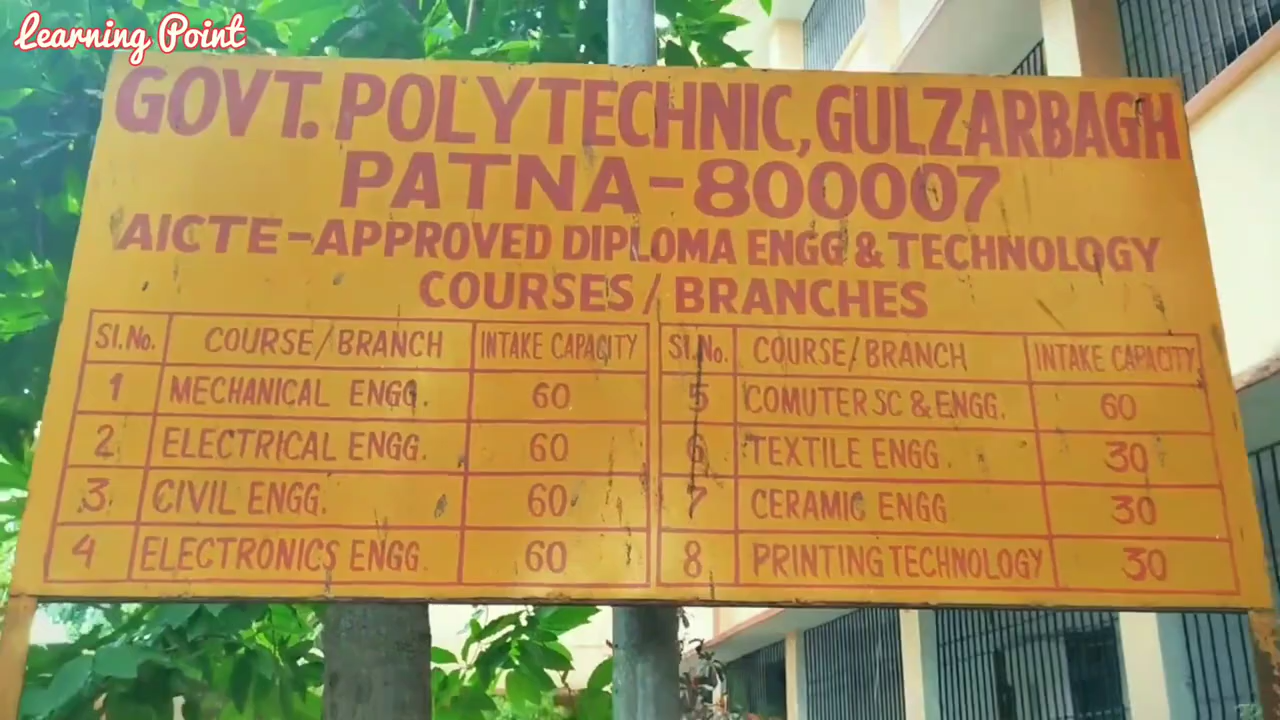 Learning Point
GOVT. POLYTECHNIC, GULZARBAGH
PATNA-800007
AICTE-APPROVED DIPLOMA ENGG & TECHNOLOGY
COURSES / BRANCHES
SI.No. COURSE/BRANCH INTAKE CAPACITY SI.No. COURSE/BRANCH INTAKE CAPACITY
1 MECHANICAL ENGG. 60 5 COMUTER SC & ENGG. 60
2 ELECTRICAL ENGG. 60 6 TEXTILE ENGG. 30
3 CIVIL ENGG. 60 7 CERAMIC ENGG 30
4 ELECTRONICS ENGG. 60 8 PRINTING TECHNOLOGY 30